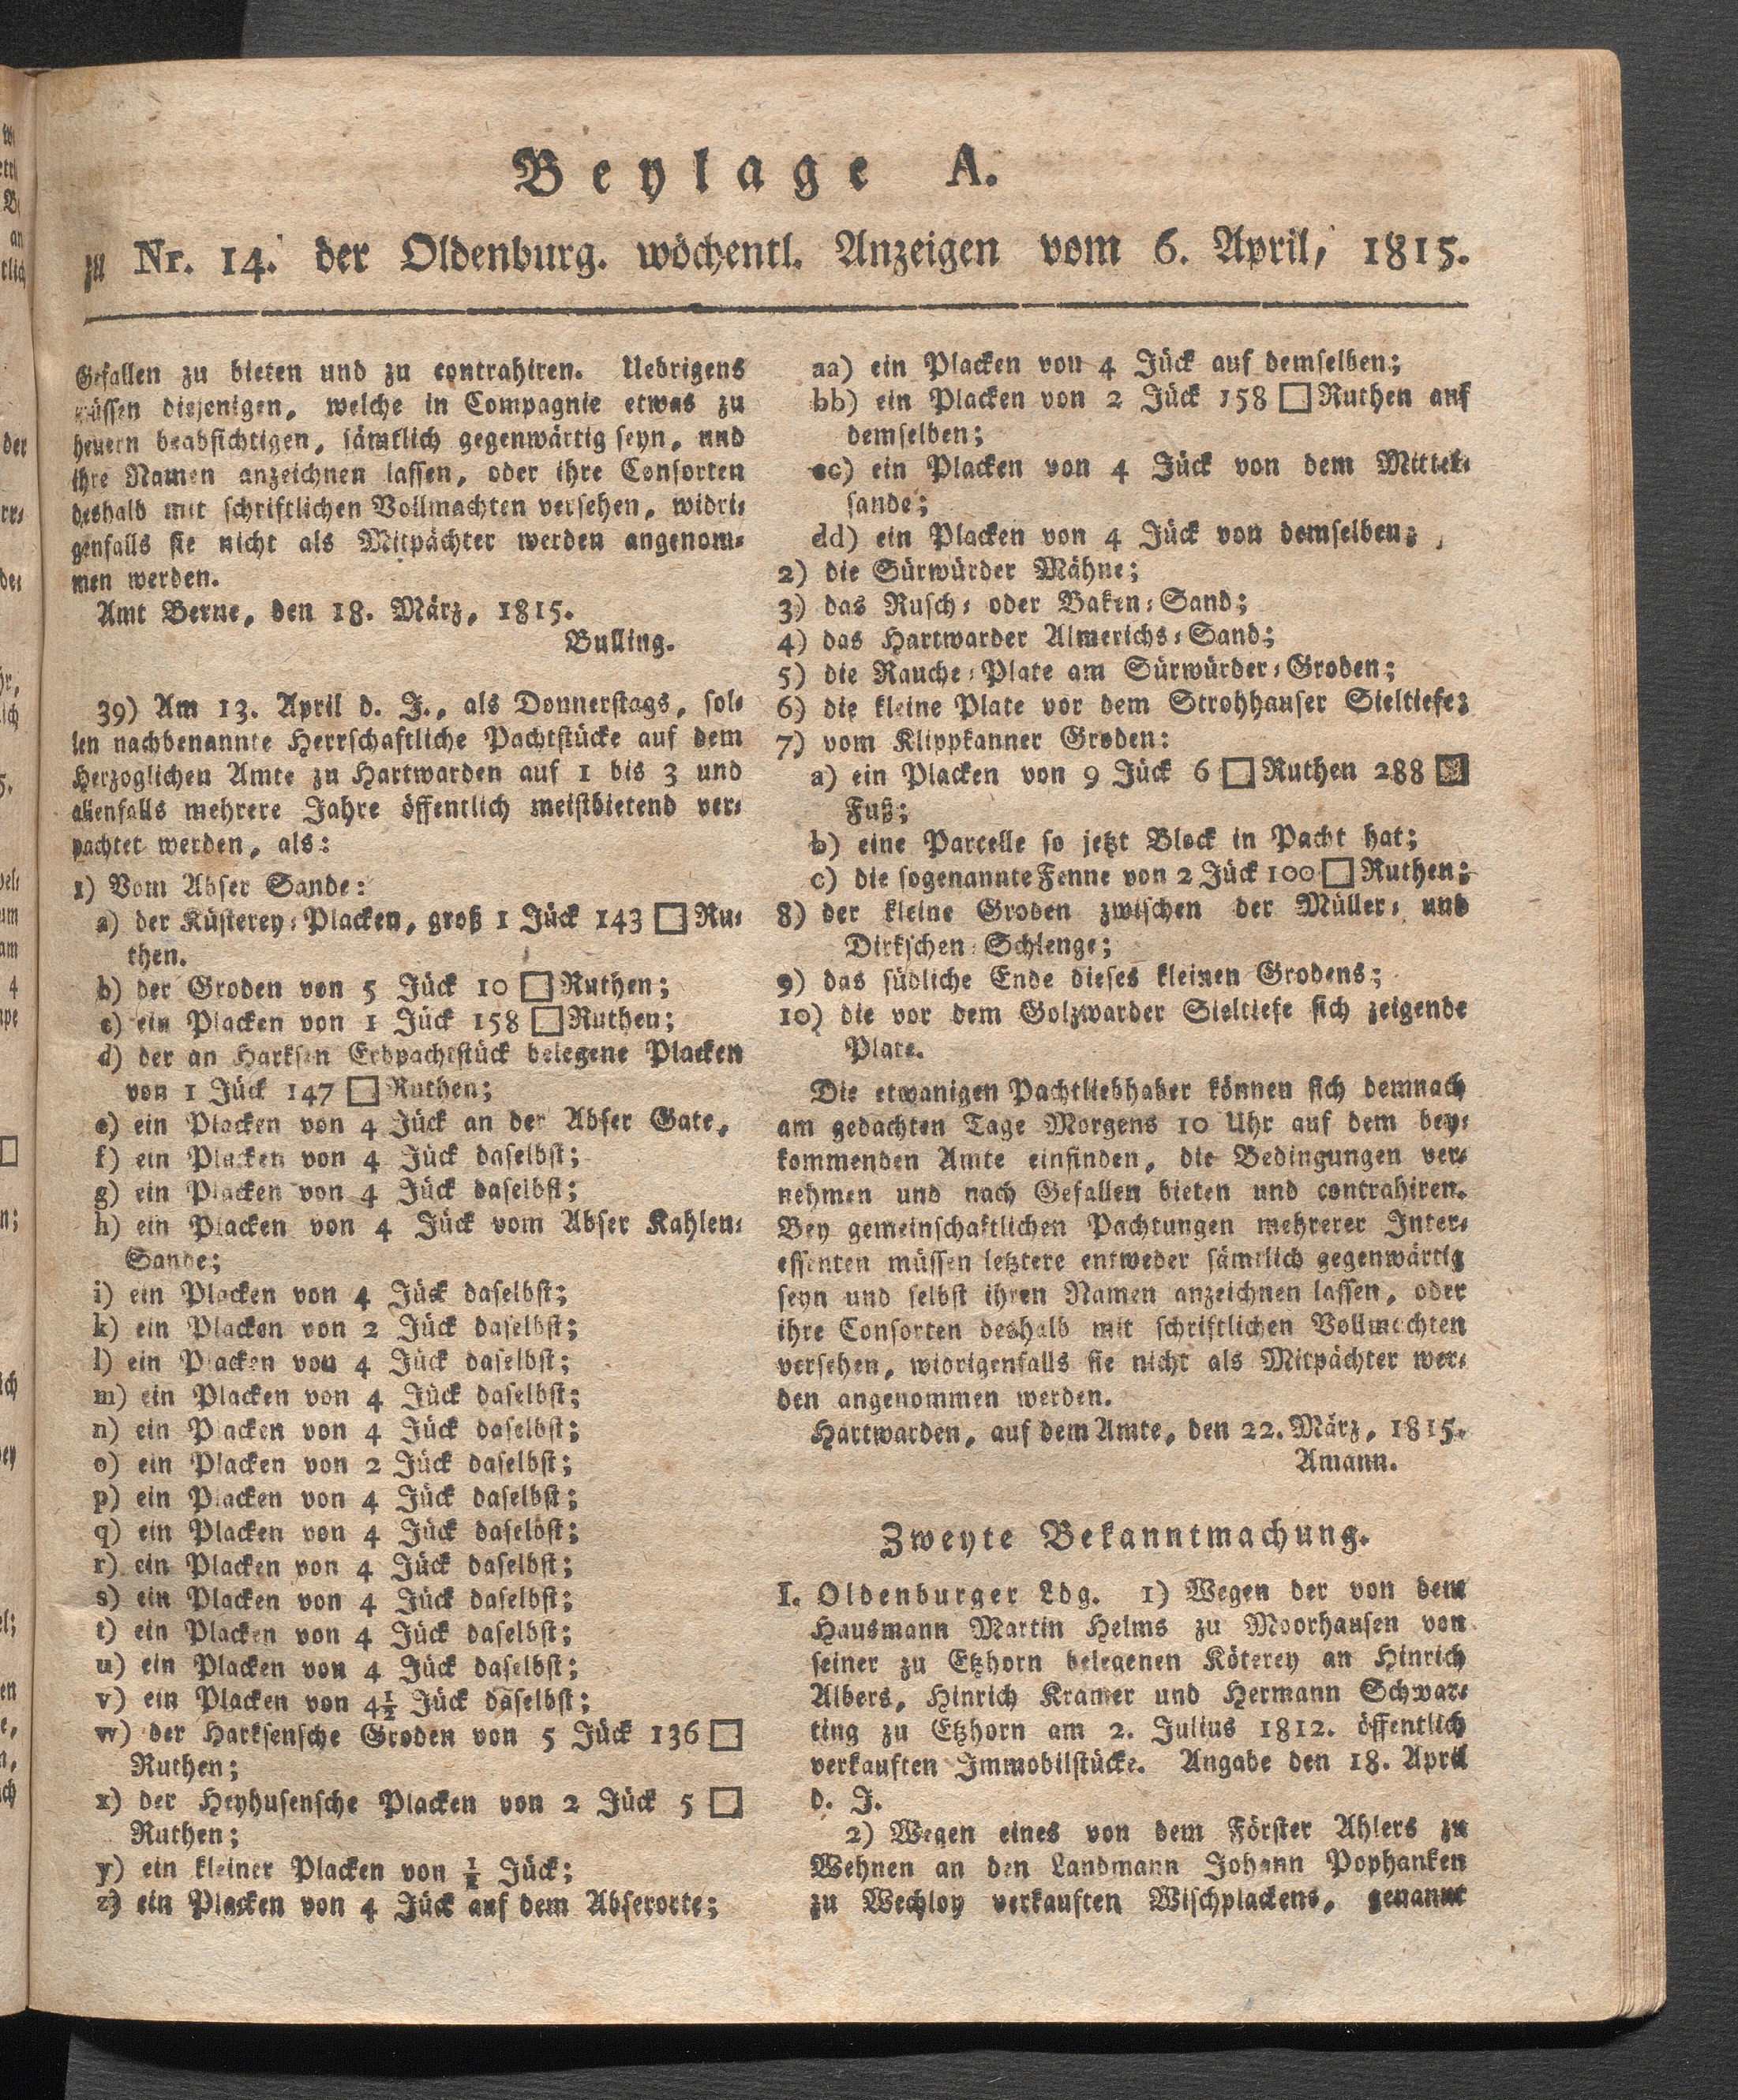 Beylage A.
zu Nr. 14. der Oldenburg. wöchentl. Anzeigen vom 6. April, 1815.
Gefallen zu bieten und zu contrahiren. Uebrigens
müssen diejenigen, welche in Compagnie etwas zu
heuern beabsichtigen, sämtlich gegenwärtig seyn, und
ihre Namen anzeichnen lassen, oder ihre Consorten
deshalb mit schriftlichen Vollmachten versehen, widri-
genfalls sie nicht als Mitpächter werden angenom-
men werden.
Amt Berne, den 18. März, 1815.
Bulling.
39) Am 13. April d. J., als Donnerstags, sol-
len nachbenannte Herrschaftliche Pachtstücke auf dem
Herzoglichen Amte zu Hartwarden auf 1 bis 3 und
allenfalls mehrere Jahre öffentlich meistbietend ver-
pachtet werden, als:
1) Vom Abser Sande:
a) der Küsterey-Placken, groß 1 Jück 143 □ Ru-
then.
b) der Groden von 5 Jück 10 □ Ruthen;
c) ein Placken von 1 Jück 158 □ Ruthen;
d) der an Harksen Erbpachtstück belegene Placken
von 1 Jück 147 □ Ruthen;
e) ein Placken von 4 Jück an der Abser Gate,
f) ein Placken von 4 Jück daselbst;
g) ein Placken von 4 Jück daselbst;
h) ein Placken von 4 Jück vom Abser Kahlen-
Sande;
i) ein Placken von 4 Jück daselbst;
k) ein Placken von 2 Jück daselbst;
l) ein Placken von 4 Jück daselbst;
m) ein Placken von 4 Jück daselbst;
n) ein Placken von 4 Jück daselbst;
o) ein Placken von 2 Jück daselbst;
p) ein Placken von 4 Jück daselbst;
q) ein Placken von 4 Jück daselbst;
r) ein Placken von 4 Jück daselbst;
s) ein Placken von 4 Jück daselbst;
t) ein Placken von 4 Jück daselbst;
u) ein Placken von 4 Jück daselbst;
v) ein Placken von 4½ Jück daselbst;
w) der Harksensche Groden von 5 Jück 136 □
Ruthen;
x) der Heyhusensche Placken von 2 Jück 5 □
Ruthen;
y) ein kleiner Placken von ½ Jück;
z) ein Placken von 4 Jück auf dem Abserorte;
aa) ein Placken von 4 Jück auf demselben;
bb) ein Placken von 2 Jück 158 □ Ruthen auf
demselben;
cc) ein Placken von 4 Jück von dem Mittel-
sande;
dd) ein Placken von 4 Jück von demselben;
2) die Sürwürder Mähne;
3) das Rusch- oder Baken-Sand;
4) das Hartwarder Almerichs-Sand;
5) die Rauche-Plate am Sürwürder-Groden;
6) die kleine Plate vor dem Strohhauser Sieltiefe;
7) vom Klippkanner Groden:
a) ein Placken von 9 Jück 6 □ Ruthen 288 □
Fuß;
b) eine Parcelle so jetzt Block in Pacht hat;
c) die sogenannte Fenne von 2 Jück 100 □ Ruthen;
8) der kleine Groden zwischen der Müller- und
Dirkschen Schlenge;
9) das südliche Ende dieses kleinen Grodens;
10) die vor dem Golzwarder Sieltiefe sich zeigende
Plate.
Die etwanigen Pachtliebhaber können sich demnach
am gedachten Tage Morgens 10 Uhr auf dem bey-
kommenden Amte einfinden, die Bedingungen ver-
nehmen und nach Gefallen bieten und contrahiren.
Bey gemeinschaftlichen Pachtungen mehrerer Inter-
essenten müssen letztere entweder sämtlich gegenwärtig
seyn und selbst ihren Namen anzeichnen lassen, oder
ihre Consorten deshalb mit schriftlichen Vollmachten
versehen, widrigenfalls sie nicht als Mitpächter wer-
den angenommen werden.
Hartwarden, auf dem Amte, den 22. März, 1815.
Amann.
Zweyte Bekanntmachung.
I. Oldenburger Ldg. 1) Wegen der von dem
Hausmann Martin Helms zu Moorhausen von
seiner zu Etzhorn belegenen Köterey an Hinrich
Albers, Hinrich Kramer und Hermann Schwar-
ting zu Etzhorn am 2. Julius 1812. öffentlich
verkauften Immobilstücke. Angabe den 18. April
d. J.
2) Wegen eines von dem Förster Ahlers zu
Wehnen an den Landmann Johann Pophanken
zu Wechloy verkauften Wischplackens, genannt